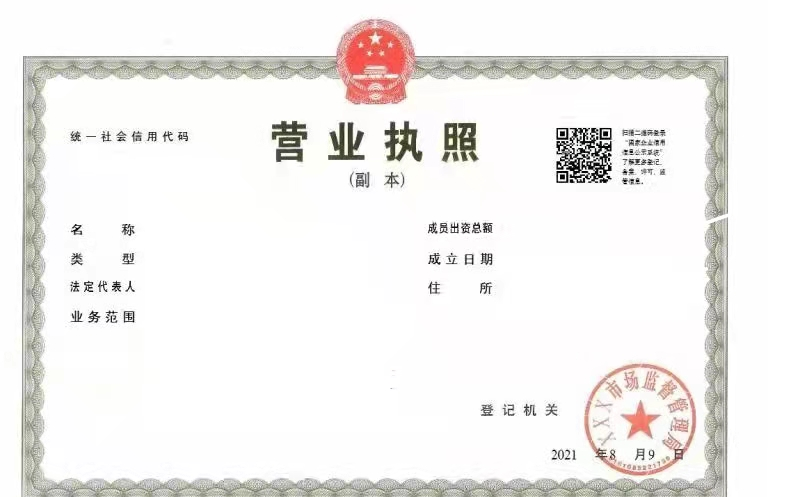 统一社会信用代码
营业执照
(副 本)
扫描二维码登录
“国家企业信用
信息公示系统”
了解更多登记、
备案、许可、监
管信息。
名 称
类 型
法定代表人
业务范围
成员出资总额
成立日期
住 所
登记机关
XXX市场监督管理局
2021 年8 月9 日